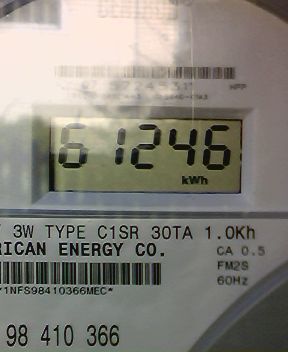 61246
kWh
3W TYPE C1SR 30TA 1.0Kh
RICAN ENERGY CO.
CA 0.5
FM2S
60Hz
1NFS98410366MEC*
98 410 366